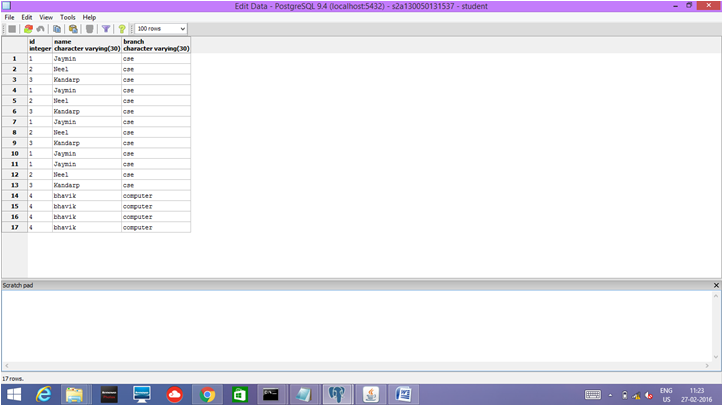 Edit Data - PostgreSQL 9.4 (localhost:5432) - s2a130050131537 - student
File Edit View Tools Help
100 rows
id name branch
integer character varying(30) character varying(30)
1 1 Jaymin cse
2 2 Neel cse
3 3 Kandarp cse
4 1 Jaymin cse
5 2 Neel cse
6 3 Kandarp cse
7 1 Jaymin cse
8 2 Neel cse
9 3 Kandarp cse
10 1 Jaymin cse
11 1 Jaymin cse
12 2 Neel cse
13 3 Kandarp cse
14 4 bhavik computer
15 4 bhavik computer
16 4 bhavik computer
17 4 bhavik computer
Scratch pad
17 rows.
ENG 11:23
US 27-02-2016